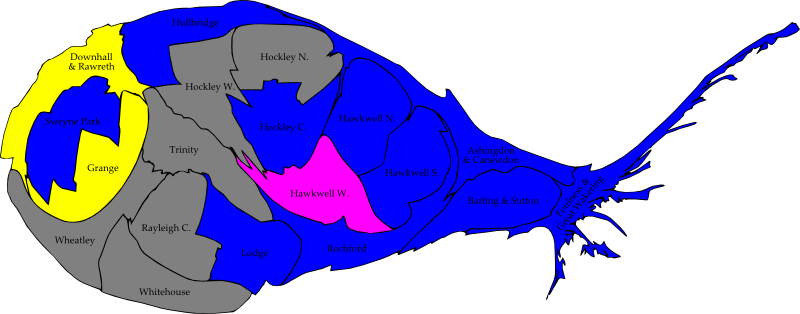 Hullbridge
Downhall
& Rawreth
Hockley N.
Hockley W.
Sweyne Park
Hockley C.
Hawkwell N.
Trinity
Ashingdon
& Canewdon
Grange
Hawkwell S.
Hawkwell W.
Barling & Sutton
Foulness &
Great Wakering
Rayleigh C.
Wheatley
Lodge
Rochford
Whitehouse